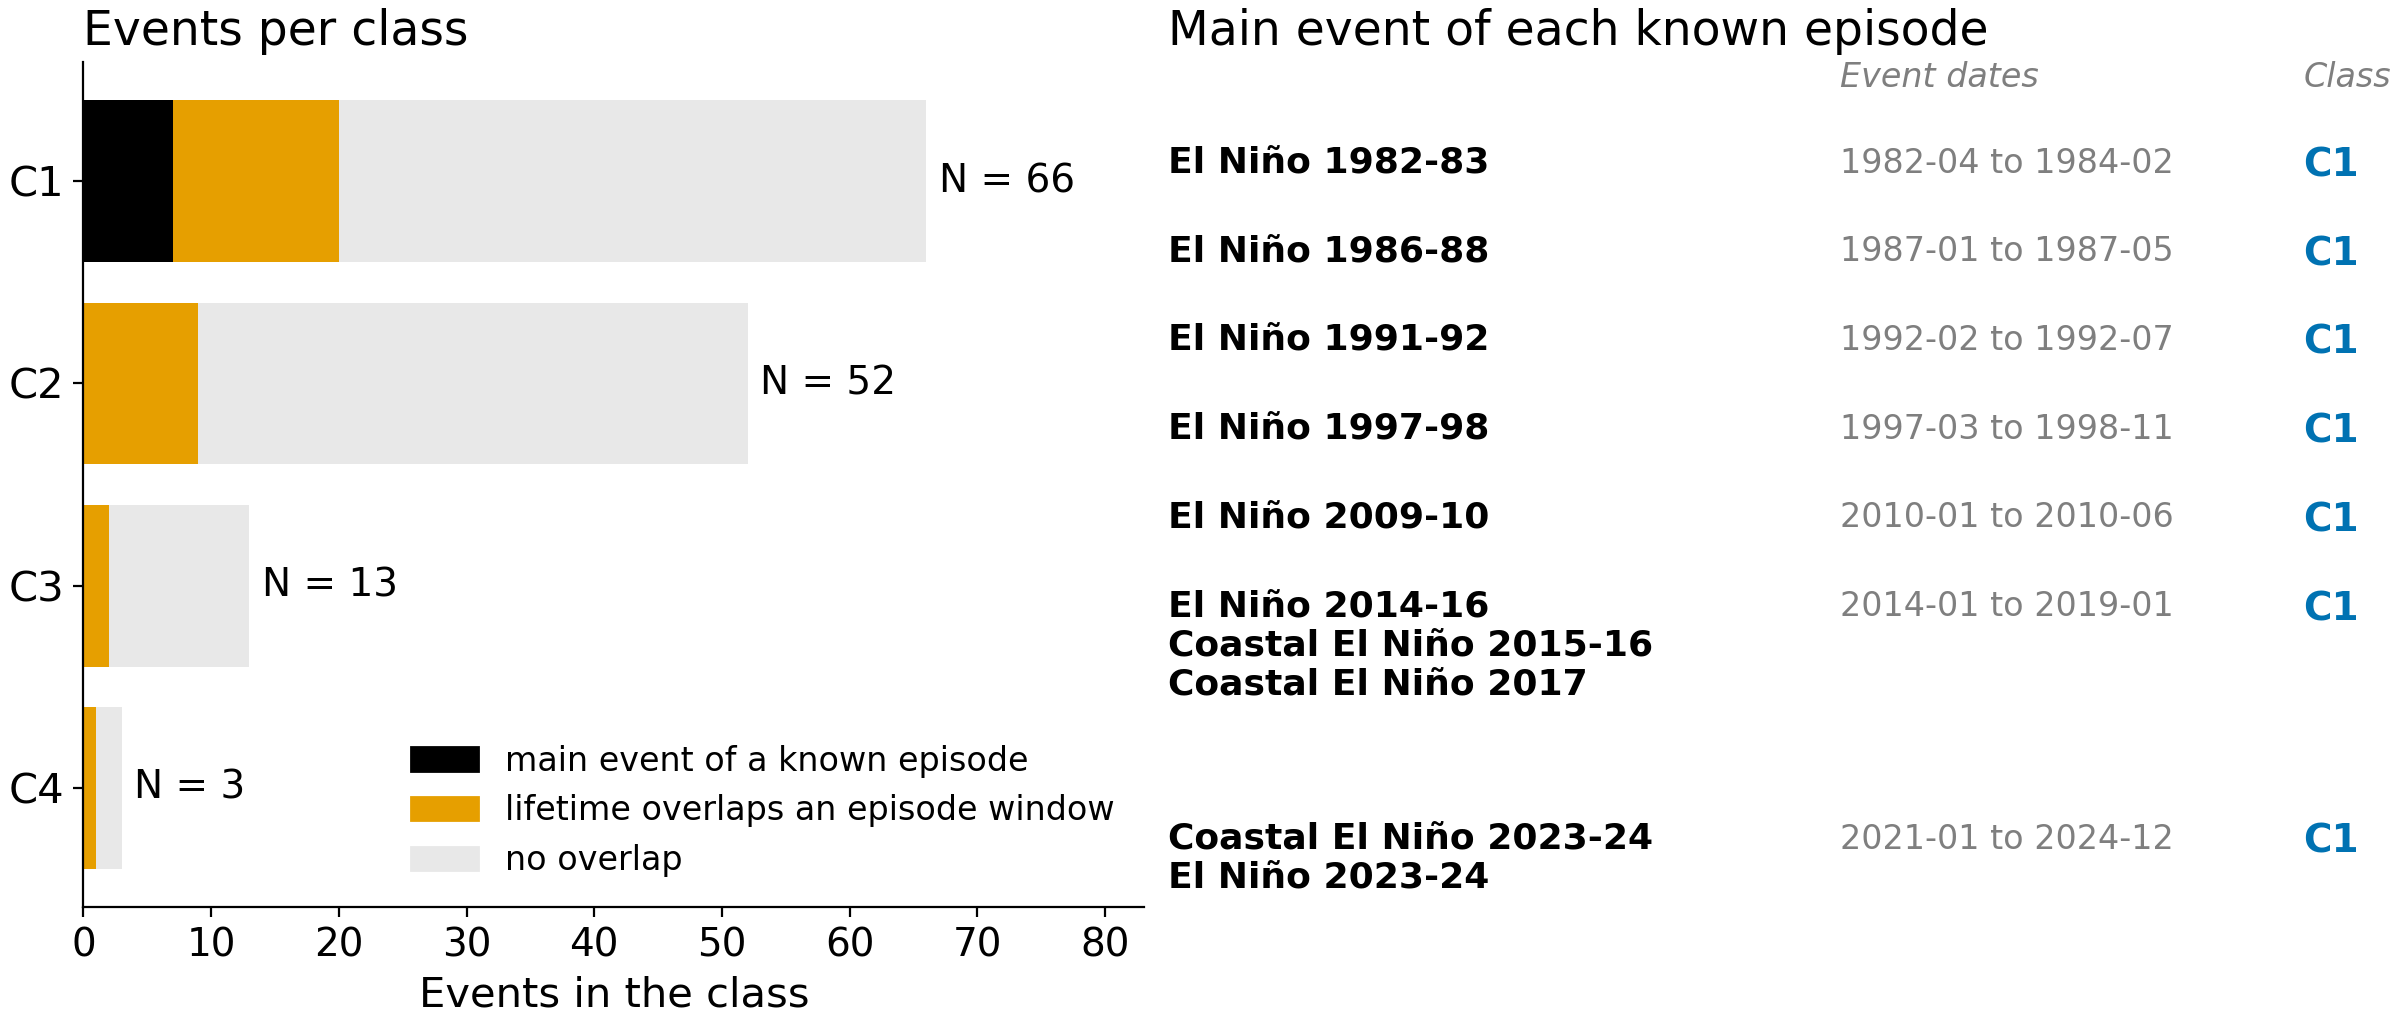 Events per class
C1
N = 66
C2
N = 52
C3
N = 13
C4
N = 3
main event of a known episode
lifetime overlaps an episode window
no overlap
0 10 20 30 40 50 60 70 80
Events in the class
Main event of each known episode
Event dates Class
El Niño 1982-83 1982-04 to 1984-02 C1
El Niño 1986-88 1987-01 to 1987-05 C1
El Niño 1991-92 1992-02 to 1992-07 C1
El Niño 1997-98 1997-03 to 1998-11 C1
El Niño 2009-10 2010-01 to 2010-06 C1
El Niño 2014-16 2014-01 to 2019-01 C1
Coastal El Niño 2015-16
Coastal El Niño 2017
Coastal El Niño 2023-24 2021-01 to 2024-12 C1
El Niño 2023-24